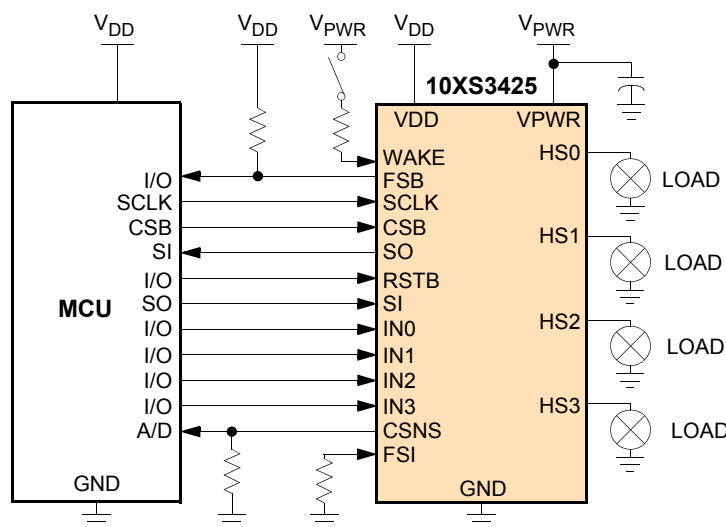 VDD VDD VPWR VDD VPWR
10XS3425
VDD VPWR
WAKE HS0
I/O FSB LOAD
SCLK SCLK
CSB CSB HS1
SI SO LOAD
I/O RSTB
MCU SO SI
I/O IN0 HS2
I/O IN1 LOAD
I/O IN2
I/O IN3 HS3
A/D CSNS LOAD
FSI
GND GND